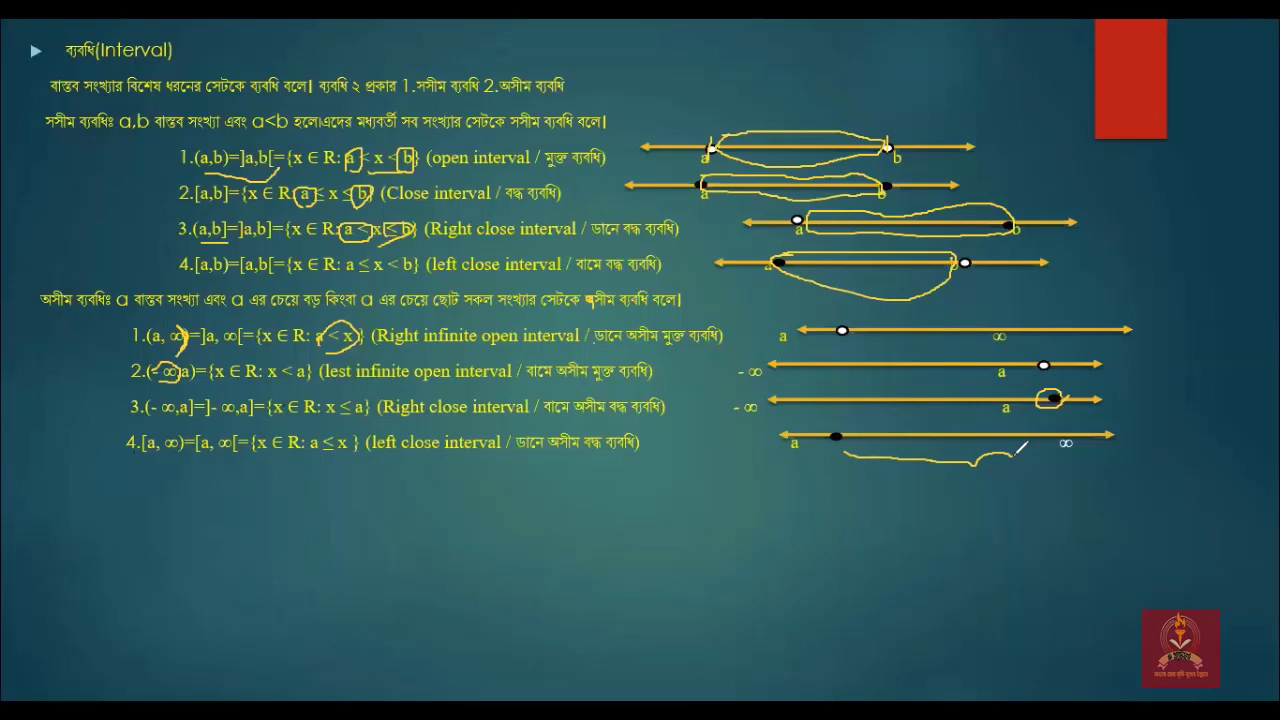 ব্যবধি(Interval)
বাস্তব সংখ্যার বিশেষ ধরনের সেটকে ব্যবধি বলে। ব্যবধি ২ প্রকার 1.সসীম ব্যবধি 2.অসীম ব্যবধি
সসীম ব্যবধিঃ a,b বাস্তব সংখ্যা এবং a<b হলে।এদের মধ্যবর্তী সব সংখ্যার সেটকে সসীম ব্যবধি বলে।
1.(a,b)=]a,b[={x ∈ R: a < x < b} (open interval / মুক্ত ব্যবধি) a b
2.[a,b]={x ∈ R: a ≤ x ≤ b} (Close interval / বদ্ধ ব্যবধি) a b
3.(a,b]=]a,b]={x ∈ R: a < x ≤ b} (Right close interval / ডানে বদ্ধ ব্যবধি) a b
4.[a,b)=[a,b[={x ∈ R: a ≤ x < b} (left close interval / বামে বদ্ধ ব্যবধি) a b
অসীম ব্যবধিঃ a বাস্তব সংখ্যা এবং a এর চেয়ে বড় কিংবা a এর চেয়ে ছোট সকল সংখ্যার সেটকে অসীম ব্যবধি বলে।
1.(a, ∞)=]a, ∞[={x ∈ R: a < x } (Right infinite open interval / ডানে অসীম মুক্ত ব্যবধি) a ∞
2.(- ∞,a)={x ∈ R: x < a} (lest infinite open interval / বামে অসীম মুক্ত ব্যবধি) - ∞ a
3.(- ∞,a]=]- ∞,a]={x ∈ R: x ≤ a} (Right close interval / বামে অসীম বদ্ধ ব্যবধি) - ∞ a
4.[a, ∞)=[a, ∞[={x ∈ R: a ≤ x } (left close interval / ডানে অসীম বদ্ধ ব্যবধি) a ∞